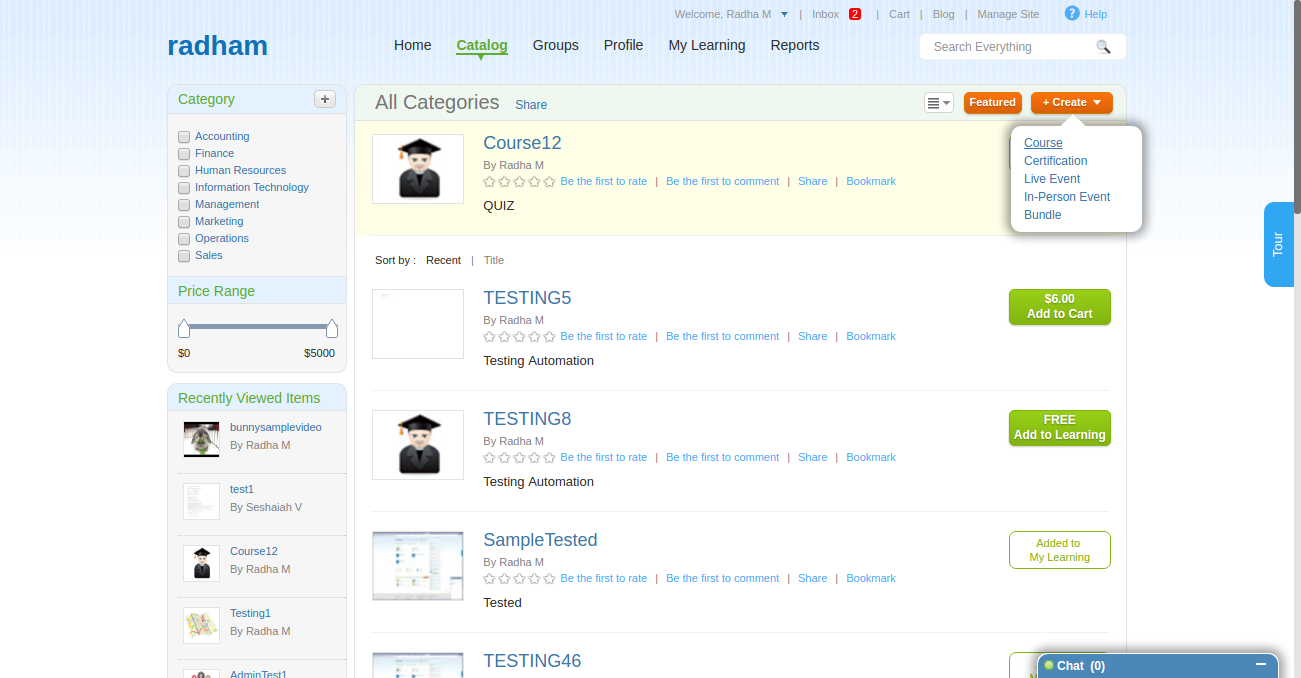 Welcome, Radha M | Inbox 2 | Cart | Blog | Manage Site ? Help
radham
Home Catalog Groups Profile My Learning Reports
Search Everything
Category +
Accounting
Finance
Human Resources
Information Technology
Management
Marketing
Operations
Sales
Price Range
$0 $5000
Recently Viewed Items
bunnysamplevideo
By Radha M
test1
By Seshaiah V
Course12
By Radha M
Testing1
By Radha M
AdminTest1
All Categories Share
Featured
+ Create
Course
Certification
Live Event
In-Person Event
Bundle
Course12
By Radha M
Be the first to rate | Be the first to comment | Share | Bookmark
QUIZ
Sort by : Recent | Title
TESTING5
By Radha M
Be the first to rate | Be the first to comment | Share | Bookmark
Testing Automation
$6.00
Add to Cart
TESTING8
By Radha M
Be the first to rate | Be the first to comment | Share | Bookmark
Testing Automation
FREE
Add to Learning
SampleTested
By Radha M
Be the first to rate | Be the first to comment | Share | Bookmark
Tested
Added to
My Learning
TESTING46
Tour
Chat (0)